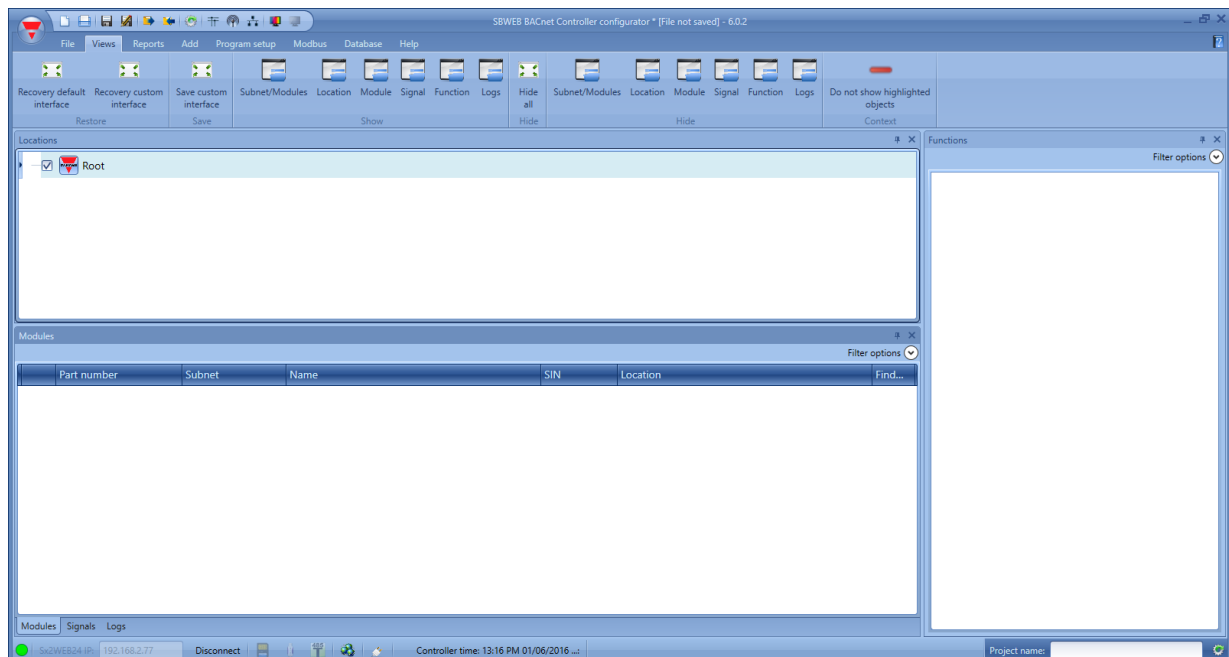 SBWEB BACnet Controller configurator * [File not saved] - 6.0.2
File Views Reports Add Program setup Modbus Database Help
Recovery default interface Recovery custom interface Save custom interface Subnet/Modules Location Module Signal Function Logs Hide all Subnet/Modules Location Module Signal Function Logs Do not show highlighted objects
Restore Save Show Hide Hide Context
Locations Functions
Filter options
Root
Modules
Filter options
Part number Subnet Name SIN Location Find...
Modules Signals Logs
Sx2WEB24 IP: 192.168.2.77 Disconnect Controller time: 13:16 PM 01/06/2016 ...: Project name: